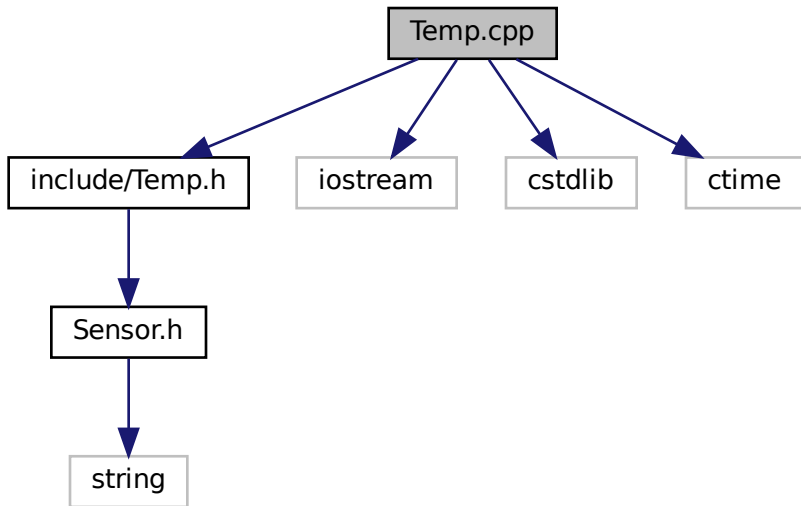 Temp.cpp
include/Temp.h
iostream
cstdlib
ctime
Sensor.h
string